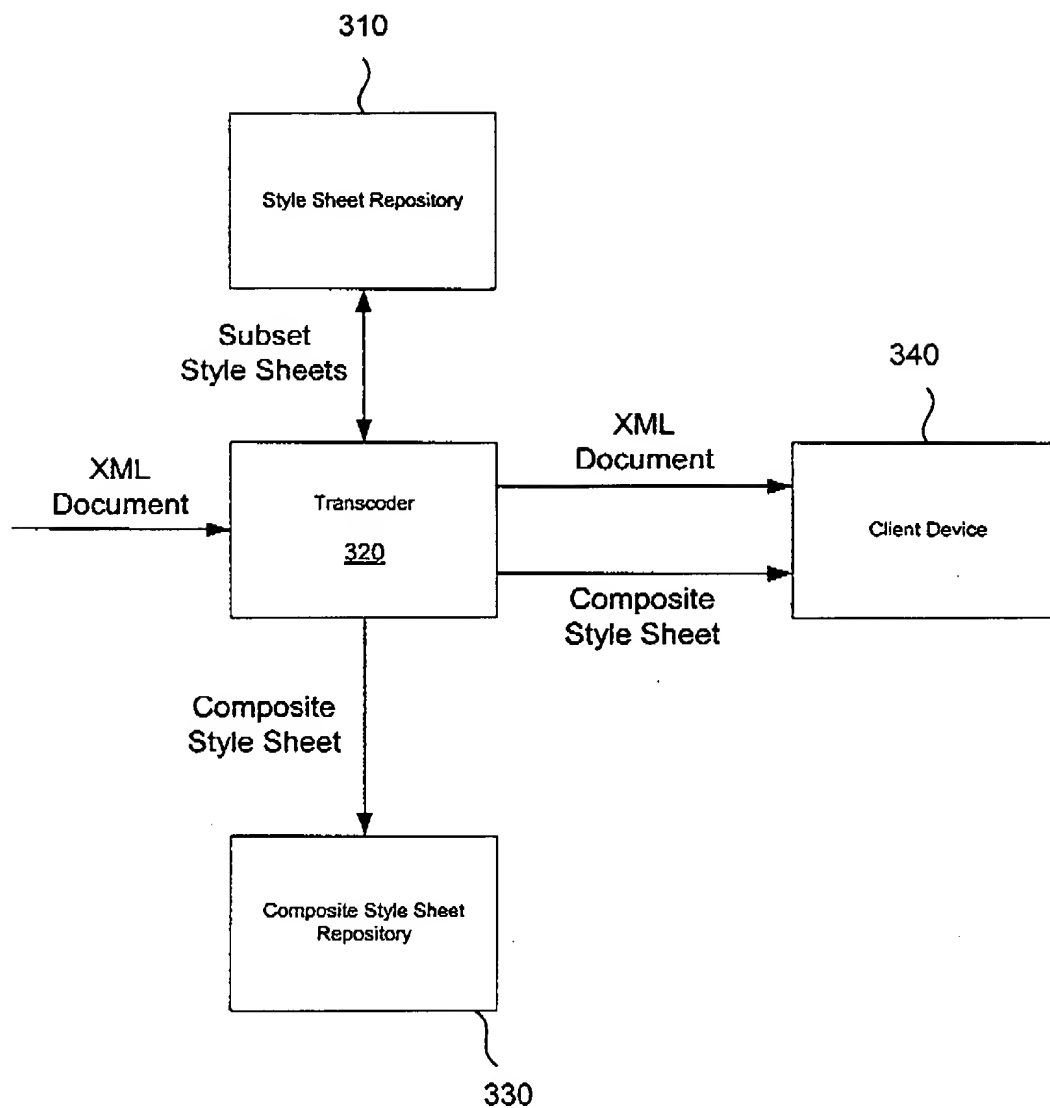 310
Style Sheet Repository
Subset
Style Sheets
340
XML
Document
Transcoder
320
XML
Document
Client Device
Composite
Style Sheet
Composite
Style Sheet
Composite Style Sheet
Repository
330